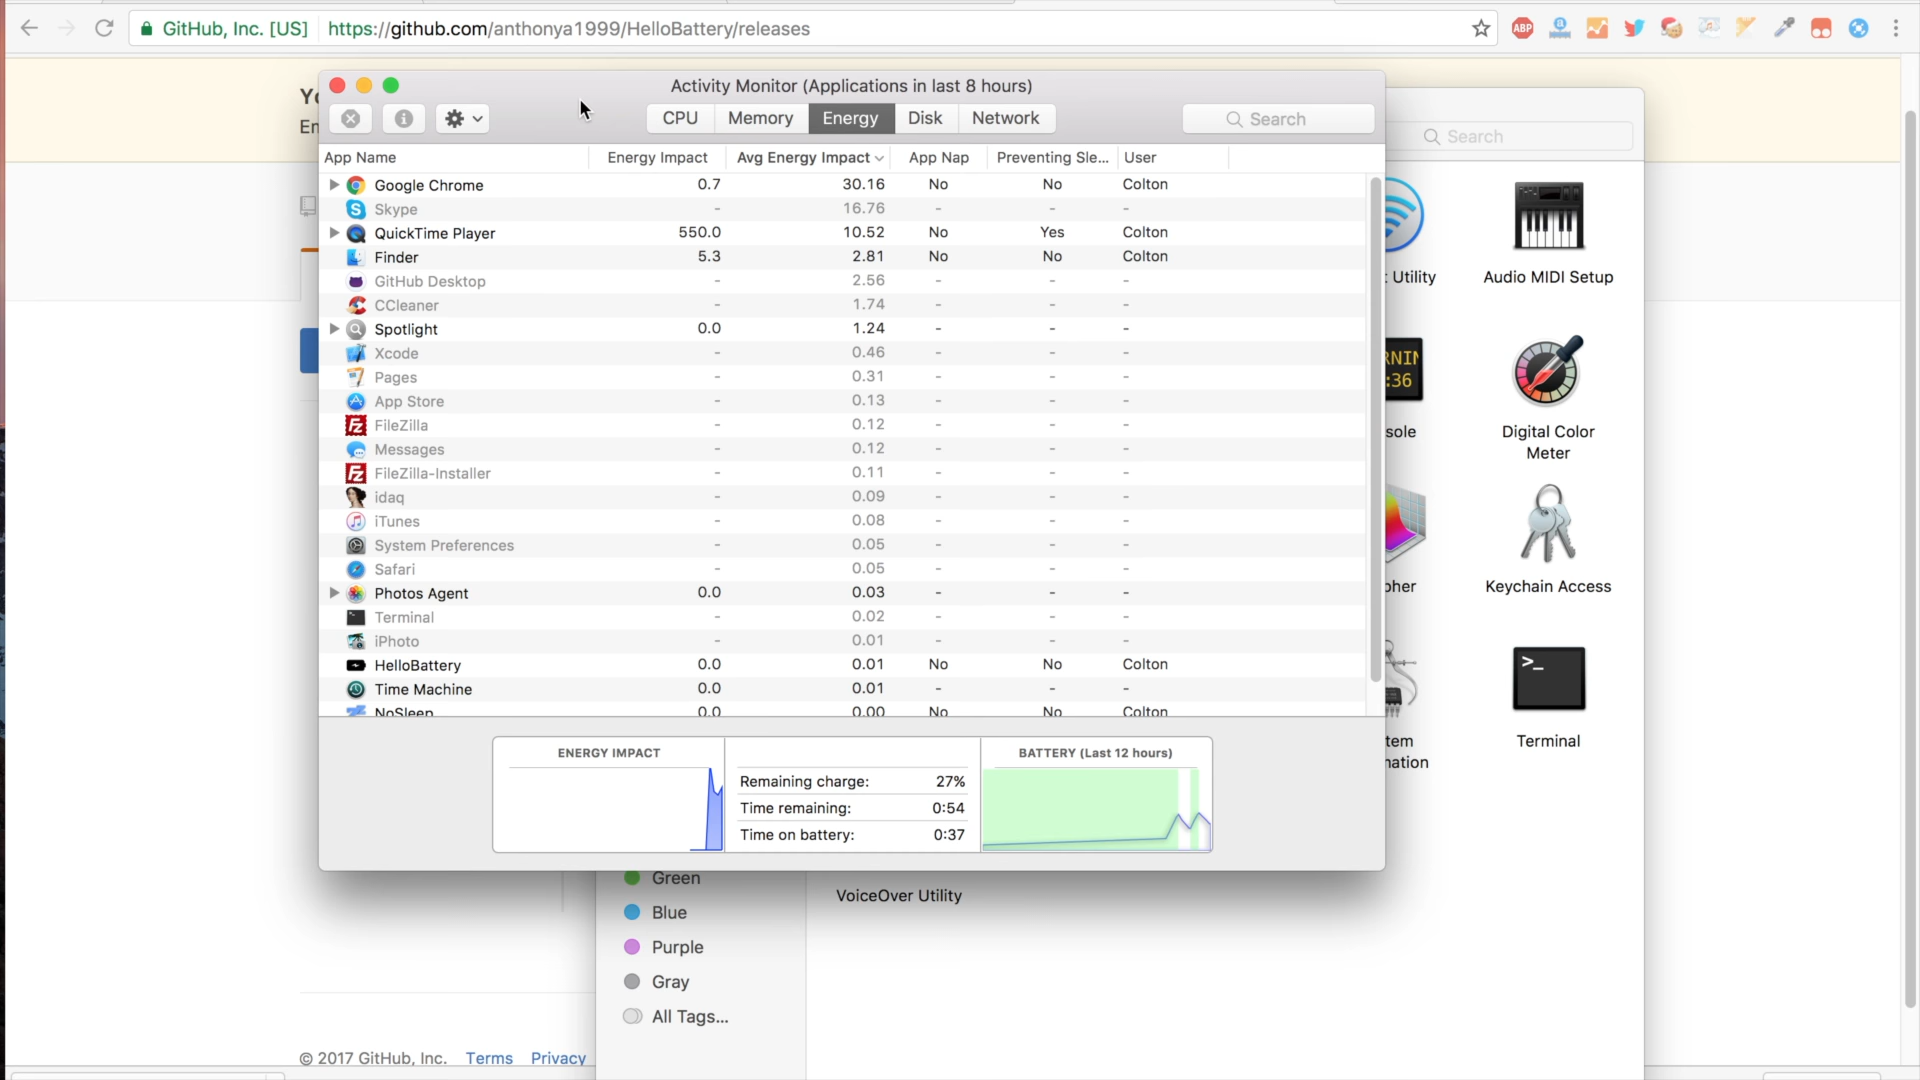 GitHub, Inc. [US] https://github.com/anthonya1999/HelloBattery/releases
ABP
Activity Monitor (Applications in last 8 hours)
CPU Memory Energy Disk Network
Search
Search
App Name Energy Impact Avg Energy Impact App Nap Preventing Sle... User
Google Chrome 0.7 30.16 No No Colton
Skype - 16.76 - - -
QuickTime Player 550.0 10.52 No Yes Colton
Finder 5.3 2.81 No No Colton
GitHub Desktop - 2.56 - - -
CCleaner - 1.74 - - -
Spotlight 0.0 1.24 - - -
Xcode - 0.46 - - -
Pages - 0.31 - - -
App Store - 0.13 - - -
FileZilla - 0.12 - - -
Messages - 0.12 - - -
FileZilla-Installer - 0.11 - - -
idaq - 0.09 - - -
iTunes - 0.08 - - -
System Preferences - 0.05 - - -
Safari - 0.05 - - -
Photos Agent 0.0 0.03 - - -
Terminal - 0.02 - - -
iPhoto - 0.01 - - -
HelloBattery 0.0 0.01 No No Colton
Time Machine 0.0 0.01 - - -
NoSleep 0.0 0.00 No No Colton
ENERGY IMPACT
Remaining charge: 27%
Time remaining: 0:54
Time on battery: 0:37
BATTERY (Last 12 hours)
Utility
Audio MIDI Setup
:36
sole
Digital Color
Meter
pher
Keychain Access
tem
mation
Terminal
VoiceOver Utility
Green
Blue
Purple
Gray
All Tags...
© 2017 GitHub, Inc. Terms Privacy